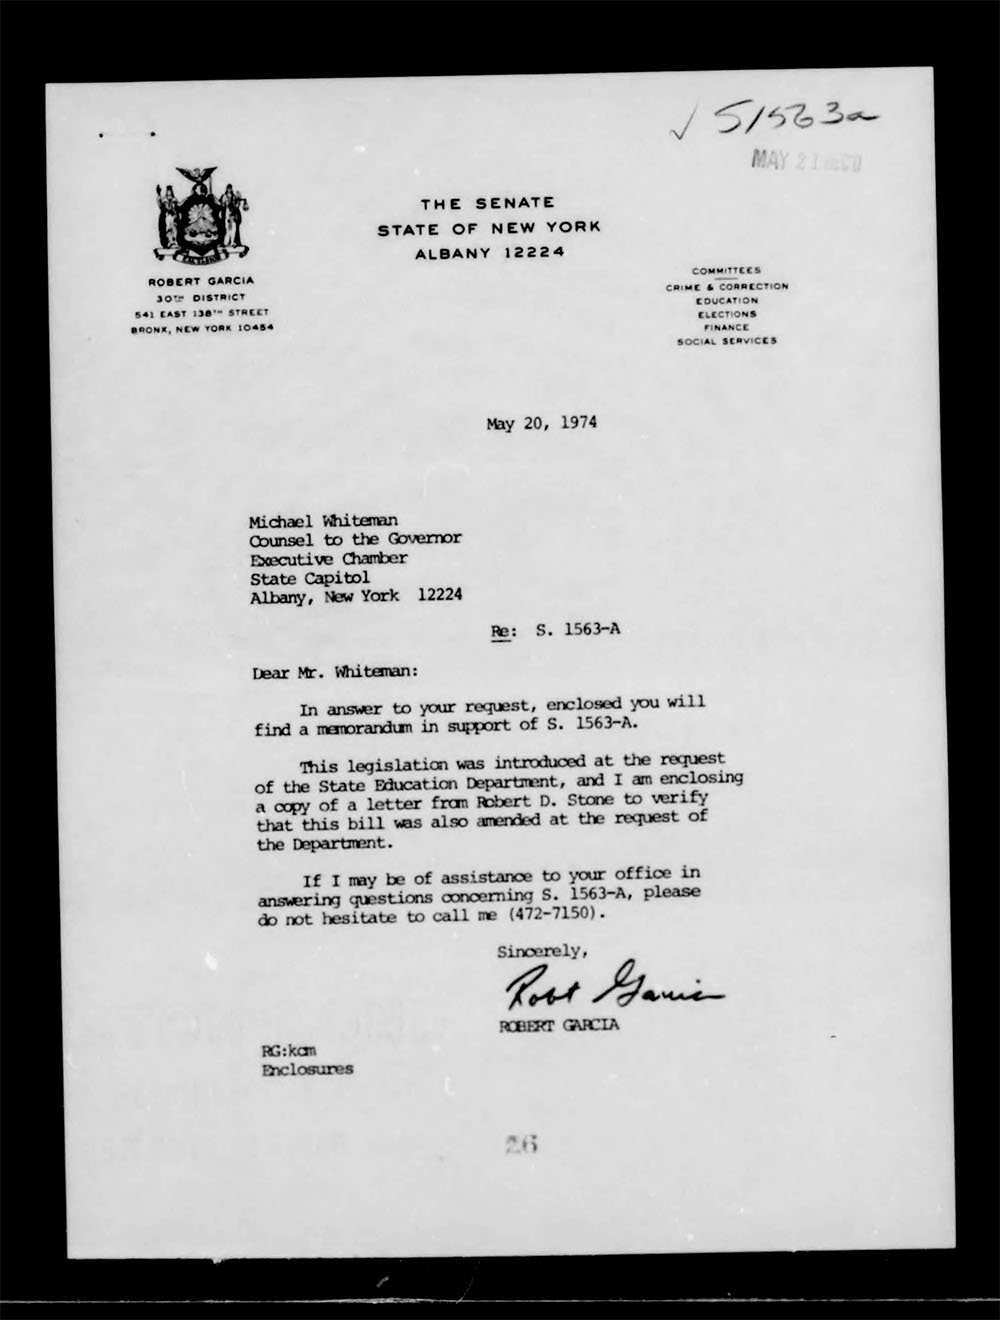 ✓ S1563a
MAY 21 REC'D
THE SENATE
STATE OF NEW YORK
ALBANY 12224
EXCELSIOR
ROBERT GARCIA
30TH DISTRICT
541 EAST 138TH STREET
BRONX, NEW YORK 10454
COMMITTEES
CRIME & CORRECTION
EDUCATION
ELECTIONS
FINANCE
SOCIAL SERVICES
May 20, 1974
Michael Whiteman
Counsel to the Governor
Executive Chamber
State Capitol
Albany, New York 12224
Re: S. 1563-A
Dear Mr. Whiteman:
In answer to your request, enclosed you will
find a memorandum in support of S. 1563-A.
This legislation was introduced at the request
of the State Education Department, and I am enclosing
a copy of a letter from Robert D. Stone to verify
that this bill was also amended at the request of
the Department.
If I may be of assistance to your office in
answering questions concerning S. 1563-A, please
do not hesitate to call me (472-7150).
Sincerely,
Robt Garcia
ROBERT GARCIA
RG:kcm
Enclosures
26